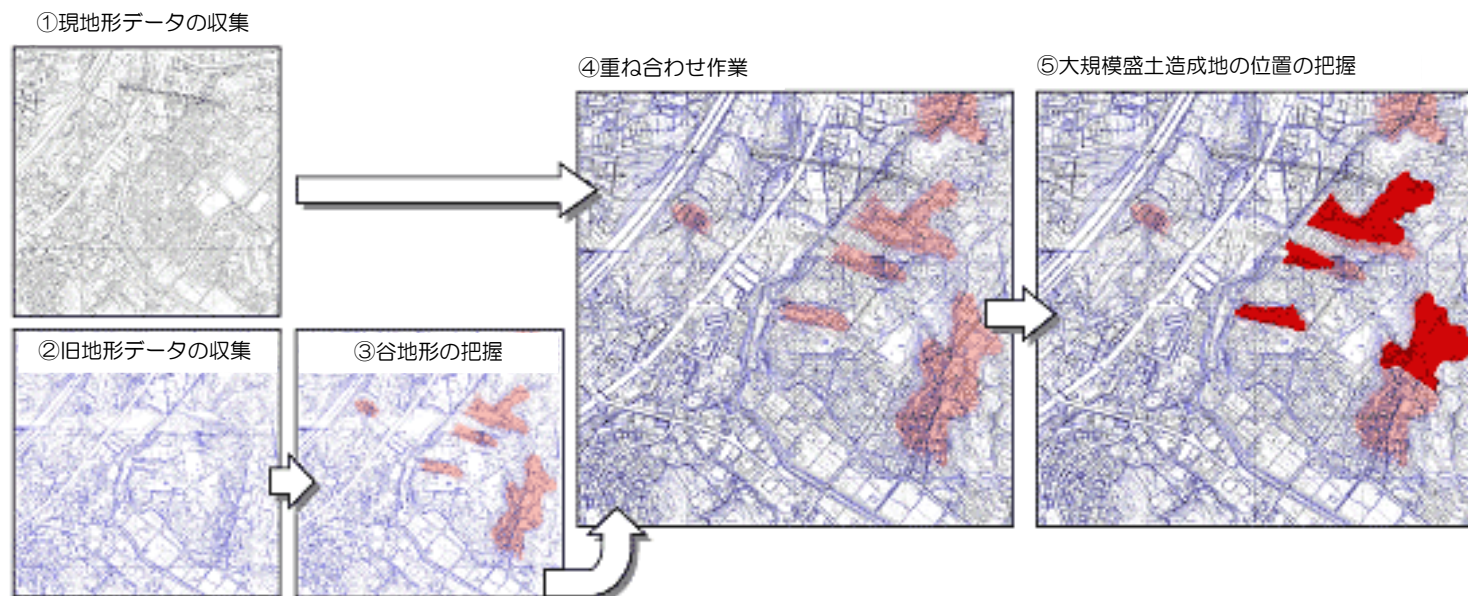 ①現地形データの収集
②旧地形データの収集
③谷地形の把握
④重ね合わせ作業
⑤大規模盛土造成地の位置の把握